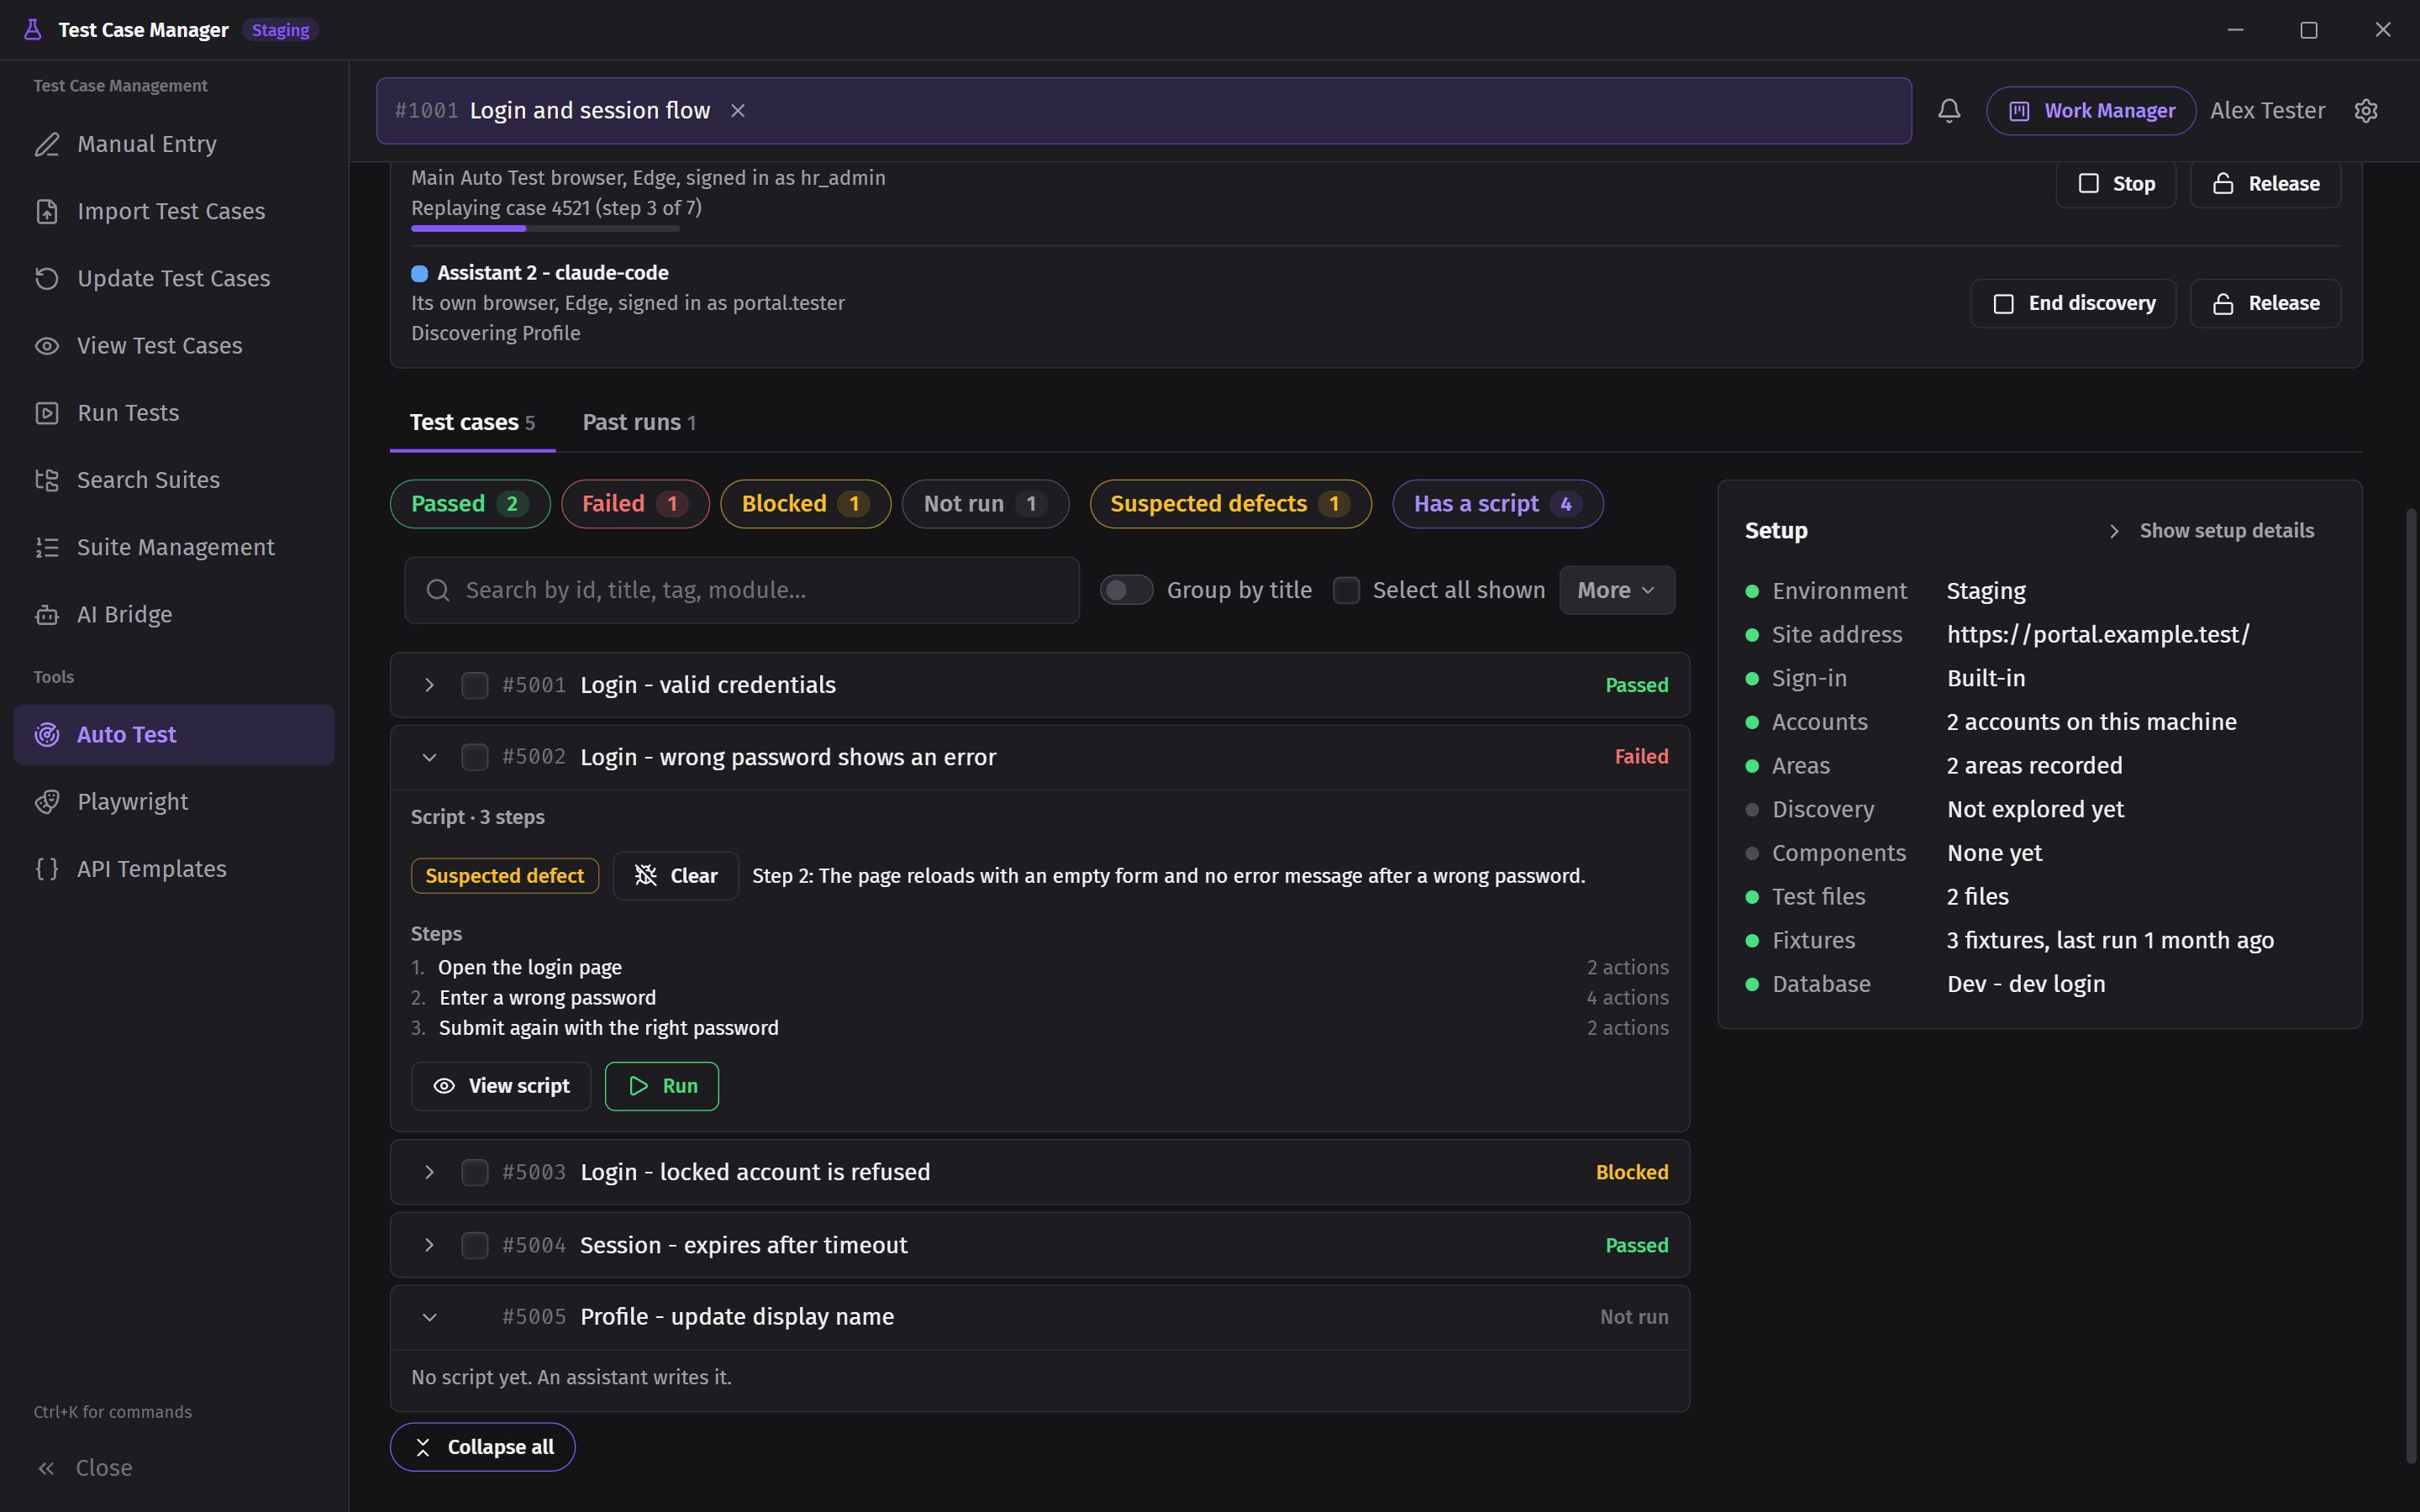 Test Case Manager Staging
Test Case Management
Manual Entry
Import Test Cases
Update Test Cases
View Test Cases
Run Tests
Search Suites
Suite Management
AI Bridge
Tools
Auto Test
Playwright
API Templates
Ctrl+K for commands
Close
#1001 Login and session flow
Work Manager
Alex Tester
Main Auto Test browser, Edge, signed in as hr_admin
Replaying case 4521 (step 3 of 7)
Stop
Release
Assistant 2 - claude-code
Its own browser, Edge, signed in as portal.tester
Discovering Profile
End discovery
Release
Test cases 5
Past runs 1
Passed 2
Failed 1
Blocked 1
Not run 1
Suspected defects 1
Has a script 4
Search by id, title, tag, module...
Group by title
Select all shown
More
#5001 Login - valid credentials Passed
#5002 Login - wrong password shows an error Failed
Script · 3 steps
Suspected defect Clear Step 2: The page reloads with an empty form and no error message after a wrong password.
Steps
1. Open the login page 2 actions
2. Enter a wrong password 4 actions
3. Submit again with the right password 2 actions
View script
Run
#5003 Login - locked account is refused Blocked
#5004 Session - expires after timeout Passed
#5005 Profile - update display name Not run
No script yet. An assistant writes it.
Collapse all
Setup
Show setup details
Environment Staging
Site address https://portal.example.test/
Sign-in Built-in
Accounts 2 accounts on this machine
Areas 2 areas recorded
Discovery Not explored yet
Components None yet
Test files 2 files
Fixtures 3 fixtures, last run 1 month ago
Database Dev - dev login